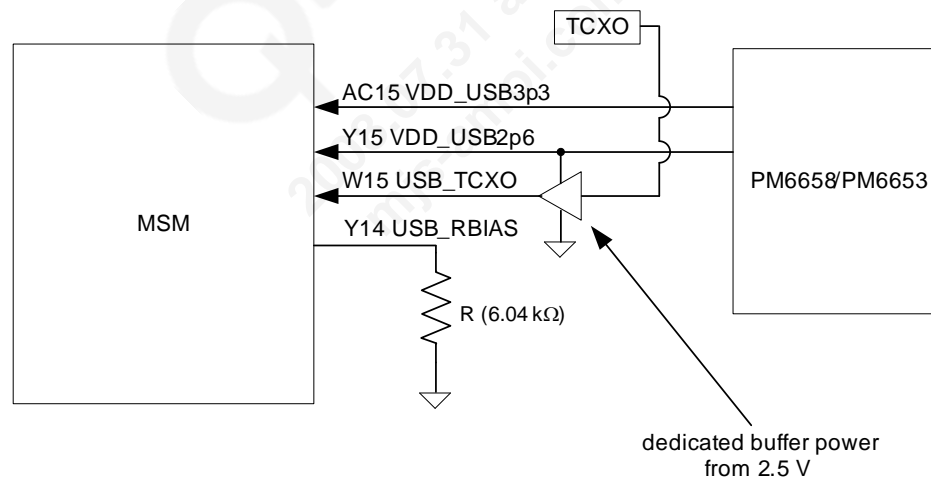 TCXO
AC15 VDD_USB3p3
Y15 VDD_USB2p6
W15 USB_TCXO
Y14 USB_RBIAS
MSM
PM6658/PM6653
R (6.04 kΩ)
dedicated buffer power
from 2.5 V